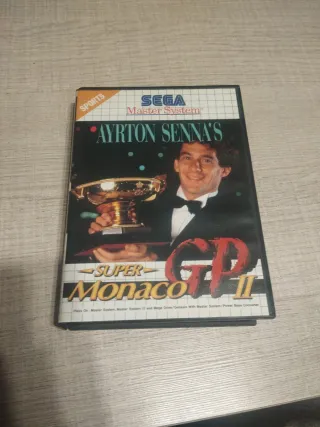 SPORTS
SEGA
Master System
AYRTON SENNA'S
SUPER
Monaco GP II